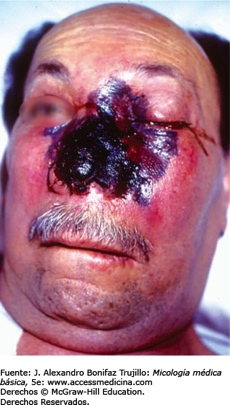 Fuente: J. Alexandro Bonifaz Trujillo: Micología médica
básica, 5e: www.accessmedicina.com
Derechos © McGraw-Hill Education.
Derechos Reservados.